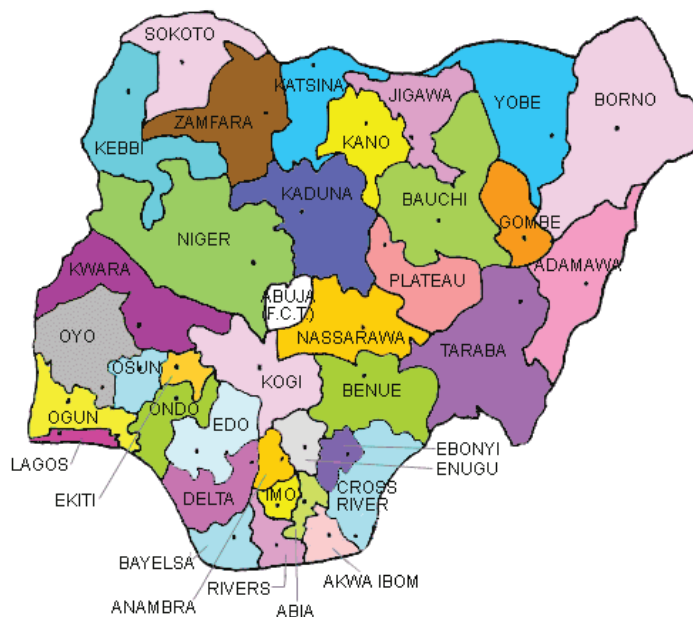 SOKOTO
KATSINA
JIGAWA
YOBE
BORNO
ZAMFARA
KANO
KEBBI
KADUNA
BAUCHI
GOMBE
NIGER
ADAMAWA
KWARA
PLATEAU
ABUJA
(F.C.T.)
OYO
NASSARAWA
TARABA
OSUN
KOGI
BENUE
OGUN
ONDO
EDO
EBONYI
LAGOS
ENUGU
EKITI
DELTA
IMO
CROSS
RIVER
BAYELSA
RIVERS
AKWA IBOM
ANAMBRA
ABIA